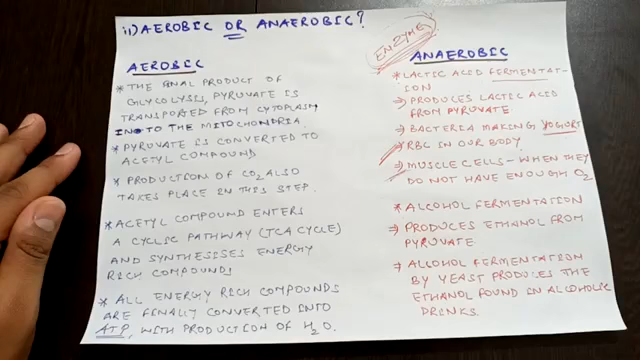 ii) AEROBIC OR ANAEROBIC?
AEROBIC
* THE FINAL PRODUCT OF
GLYCOLYSIS, PYRUVATE IS
TRANSPORTED FROM CYTOPLASM
INTO TO THE MITOCHONDRIA.
* PYRUVATE IS CONVERTED TO
ACETYL COMPOUND
* PRODUCTION OF CO2 ALSO
TAKES PLACE IN THIS STEP.
* ACETYL COMPOUND ENTERS
A CYCLIC PATHWAY (TCA CYCLE)
AND SYNTHESISES ENERGY
RICH COMPOUNDS
* ALL ENERGY RICH COMPOUNDS
ARE FINALLY CONVERTED INTO
ATP, WITH PRODUCTION OF H2O.
ENZYME
ANAEROBIC
* LACTIC ACID FERMENTAT-
ION
⇒ PRODUCES LACTIC ACID
FROM PYRUVATE
⇒ BACTERIA MAKING YOGURT
⇒ RBC IN OUR BODY
⇒ MUSCLE CELLS - WHEN THEY
DO NOT HAVE ENOUGH O2
* ALCOHOL FERMENTATION
⇒ PRODUCES ETHANOL FROM
PYRUVATE
⇒ ALCOHOL FERMENTATION
BY YEAST PRODUCES THE
ETHANOL FOUND IN ALCOHOLIC
DRINKS